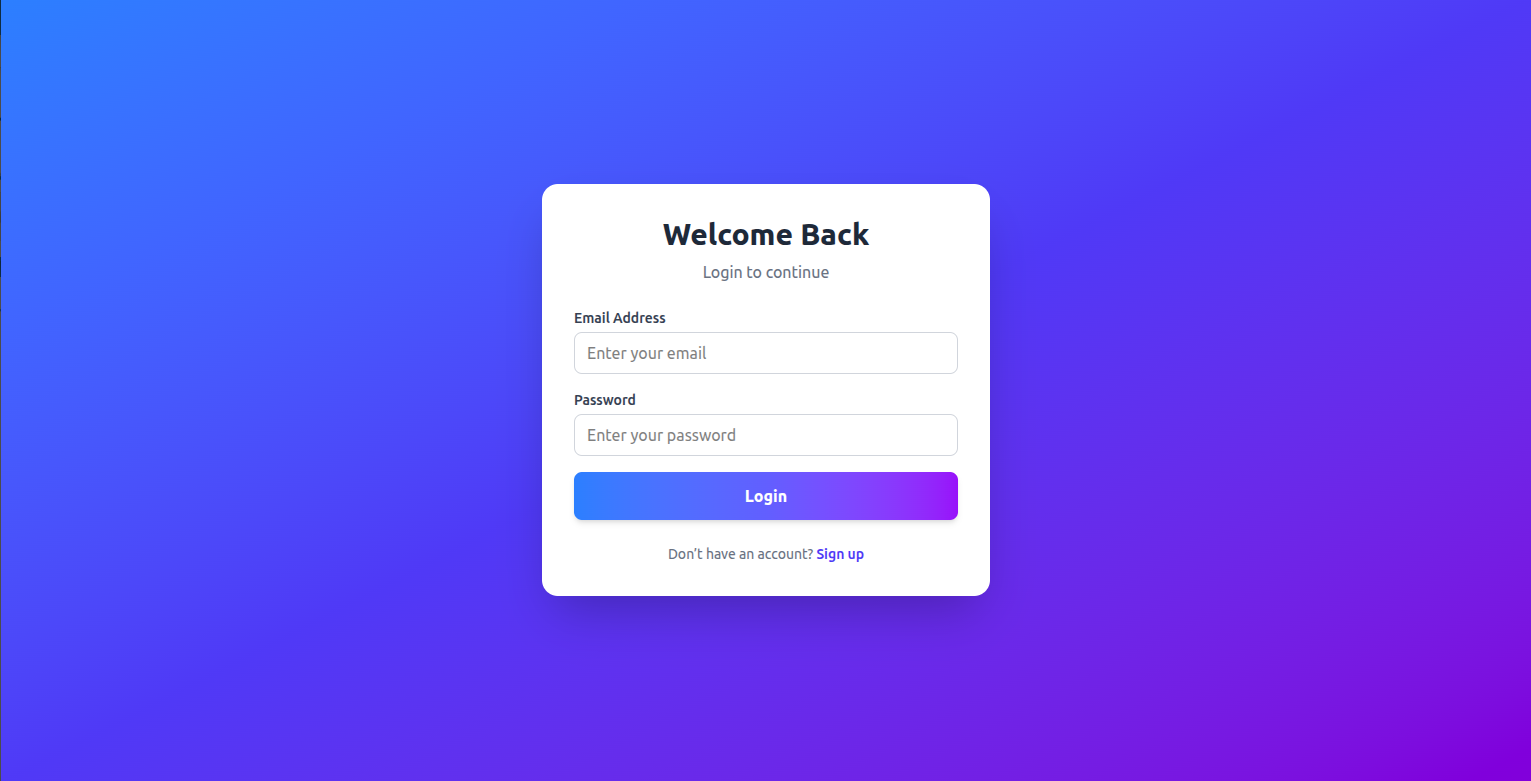 Welcome Back
Login to continue
Email Address
Enter your email
Password
Enter your password
Login
Don’t have an account? Sign up